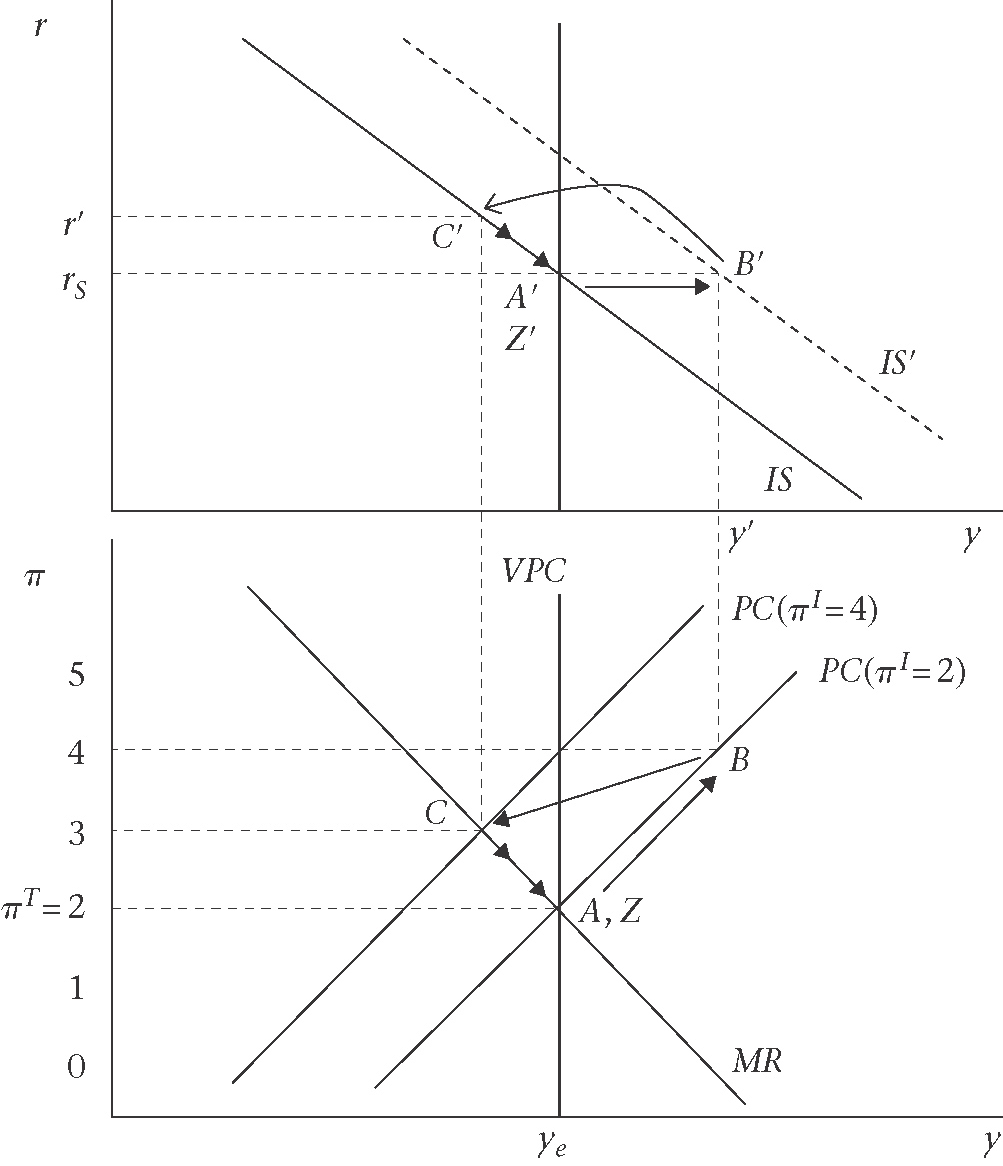 r
r′
C′
B′
r_S
A′
Z′
IS′
IS
y′
y
π
VPC
PC(π^I=4)
5
PC(π^I=2)
4
B
C
3
π^T=2
A, Z
1
0
MR
y_e
y